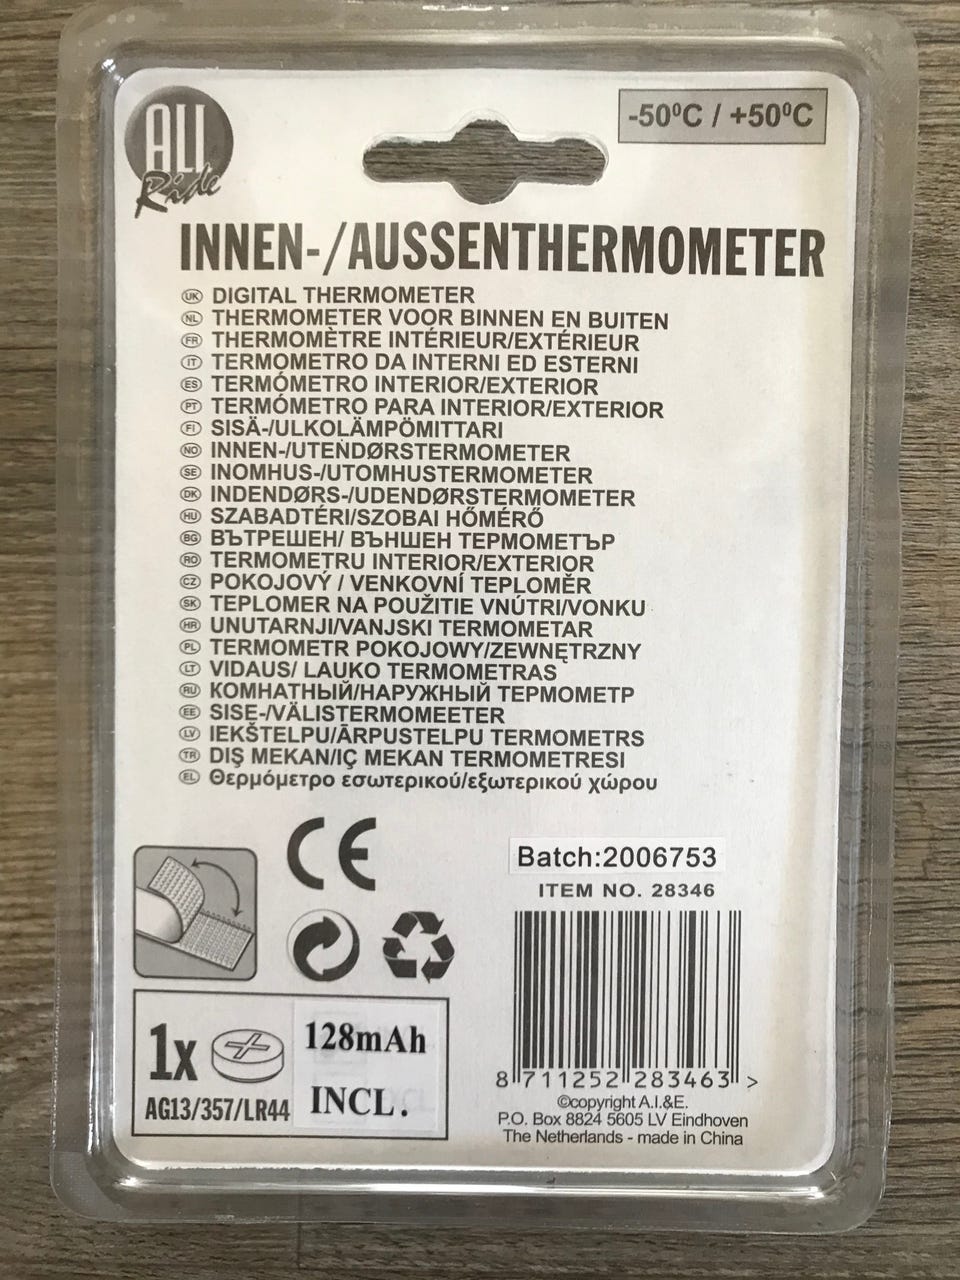 ALL
Ride
-50ºC / +50ºC
INNEN-/AUSSENTHERMOMETER
UK DIGITAL THERMOMETER
NL THERMOMETER VOOR BINNEN EN BUITEN
FR THERMOMÈTRE INTÉRIEUR/EXTÉRIEUR
IT TERMOMETRO DA INTERNI ED ESTERNI
ES TERMÓMETRO INTERIOR/EXTERIOR
PT TERMÓMETRO PARA INTERIOR/EXTERIOR
FI SISÄ-/ULKOLÄMPÖMITTARI
NO INNEN-/UTENDØRSTERMOMETER
SE INOMHUS-/UTOMHUSTERMOMETER
DK INDENDØRS-/UDENDØRSTERMOMETER
HU SZABADTÉRI/SZOBAI HŐMÉRŐ
BG ВЪТРЕШЕН/ ВЪНШЕН ТЕРМОМЕТЪР
RO TERMOMETRU INTERIOR/EXTERIOR
CZ POKOJOVÝ / VENKOVNÍ TEPLOMĚR
SK TEPLOMER NA POUŽITIE VNÚTRI/VONKU
HR UNUTARNJI/VANJSKI TERMOMETAR
PL TERMOMETR POKOJOWY/ZEWNĘTRZNY
LT VIDAUS/ LAUKO TERMOMETRAS
RU КОМНАТНЫЙ/НАРУЖНЫЙ ТЕРМОМЕТР
EE SISE-/VÄLISTERMOMEETER
LV IEKŠTELPU/ĀRPUSTELPU TERMOMETRS
TR DIŞ MEKAN/IÇ MEKAN TERMOMETRESI
EL Θερμόμετρο εσωτερικού/εξωτερικού χώρου
CE
Batch:2006753
ITEM NO. 28346
1x
128mAh
INCL.
AG13/357/LR44
8 711252 283463 >
©copyright A.I.&E.
P.O. Box 8824 5605 LV Eindhoven
The Netherlands - made in China